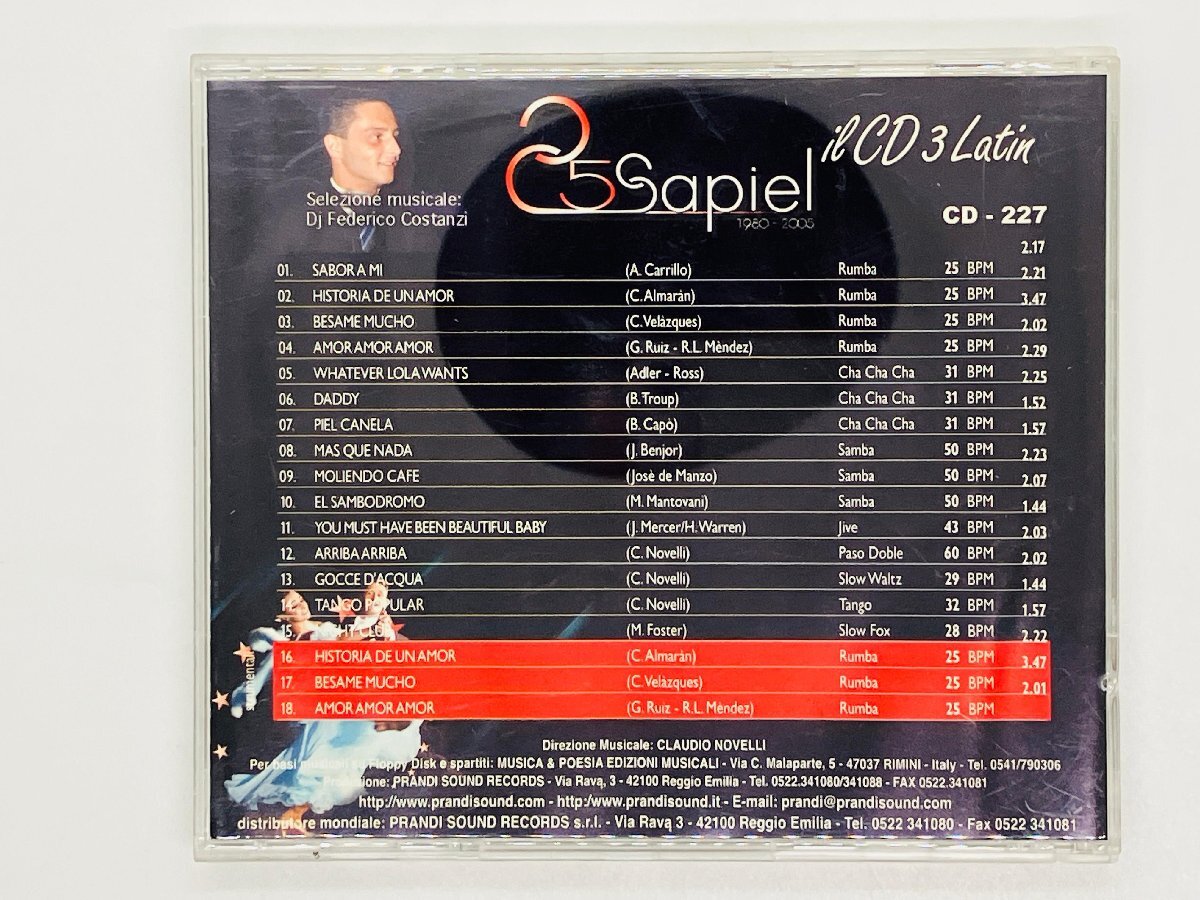 il CD 3 Latin
25 Sapiel
1980 - 2005
Selezione musicale:
Dj Federico Costanzi
CD - 227
2.17
01. SABOR A MI (A. Carrillo) Rumba 25 BPM 2.21
02. HISTORIA DE UN AMOR (C. Almaràn) Rumba 25 BPM 3.47
03. BESAME MUCHO (C. Velàzques) Rumba 25 BPM 2.02
04. AMOR AMOR AMOR (G. Ruiz - R.L. Mèndez) Rumba 25 BPM 2.29
05. WHATEVER LOLA WANTS (Adler - Ross) Cha Cha Cha 31 BPM 2.25
06. DADDY (B. Troup) Cha Cha Cha 31 BPM 1.52
07. PIEL CANELA (B. Capò) Cha Cha Cha 31 BPM 1.57
08. MAS QUE NADA (J. Benjor) Samba 50 BPM 2.23
09. MOLIENDO CAFE (Josè de Manzo) Samba 50 BPM 2.07
10. EL SAMBODROMO (M. Mantovani) Samba 50 BPM 1.44
11. YOU MUST HAVE BEEN BEAUTIFUL BABY (J. Mercer/H. Warren) Jive 43 BPM 2.03
12. ARRIBA ARRIBA (C. Novelli) Paso Doble 60 BPM 2.02
13. GOCCE D'ACQUA (C. Novelli) Slow Waltz 29 BPM 1.44
14. TANGO POPULAR (C. Novelli) Tango 32 BPM 1.57
15. NIGHT CLUB (M. Foster) Slow Fox 28 BPM 2.22
16. HISTORIA DE UN AMOR (C. Almaràn) Rumba 25 BPM 3.47
17. BESAME MUCHO (C. Velàzques) Rumba 25 BPM 2.01
18. AMOR AMOR AMOR (G. Ruiz - R.L. Mèndez) Rumba 25 BPM
Direzione Musicale: CLAUDIO NOVELLI
Per basi musicali su Floppy Disk e spartiti: MUSICA & POESIA EDIZIONI MUSICALI - Via C. Malaparte, 5 - 47037 RIMINI - Italy - Tel. 0541/790306
Produzione: PRANDI SOUND RECORDS - Via Rava, 3 - 42100 Reggio Emilia - Tel. 0522.341080/341088 - FAX 0522.341081
http://www.prandisound.com - http:/www.prandisound.it - E-mail: prandi@prandisound.com
distributore mondiale: PRANDI SOUND RECORDS s.r.l. - Via Rava 3 - 42100 Reggio Emilia - Tel. 0522 341080 - Fax 0522 341081